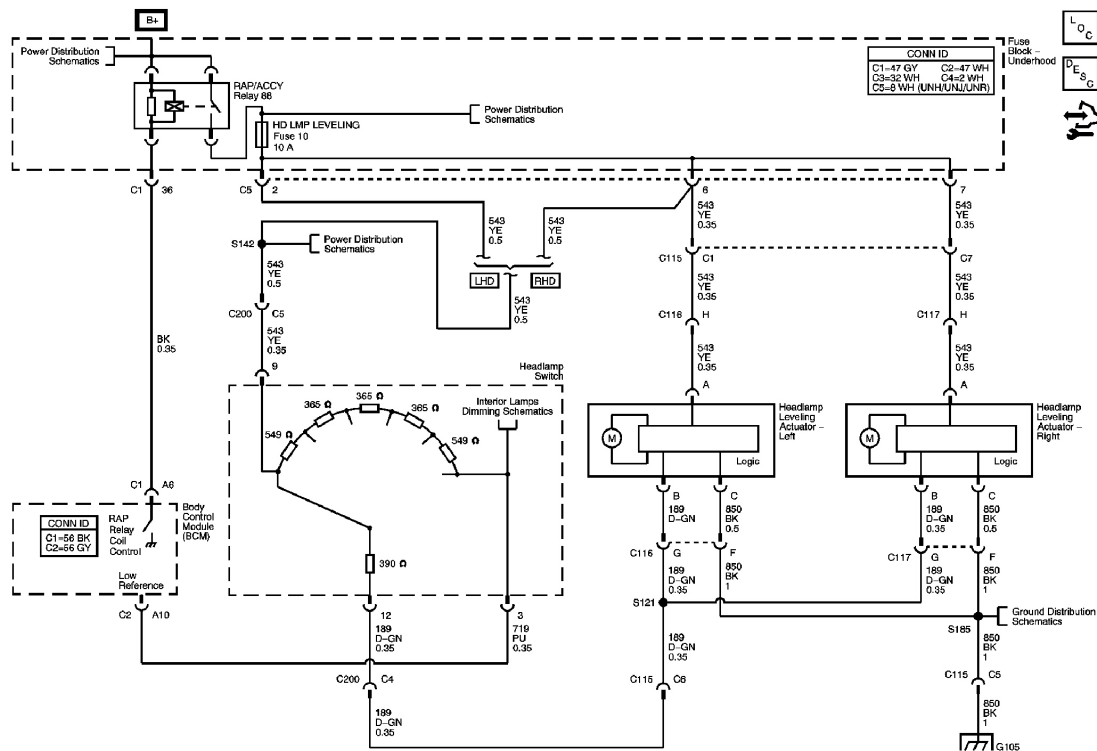 B+
Power Distribution
Schematics
RAP/ACCY
Relay 88
HD LMP LEVELING
Fuse 10
10 A
Power Distribution
Schematics
CONN ID
C1=47 GY C2=47 WH
C3=32 WH C4=2 WH
C5=8 WH (UNH/UNJ/UNR)
Fuse
Block –
Underhood
L O C
D E S C
C1 36
C5 2
6
7
543
YE
0.5
543
YE
0.5
543
YE
0.35
543
YE
0.35
S142
Power Distribution
Schematics
LHD
RHD
C115 C1
C7
543
YE
0.5
543
YE
0.5
543
YE
0.35
543
YE
0.35
C200 C5
C116 H
C117 H
BK
0.35
543
YE
0.35
543
YE
0.35
543
YE
0.35
9
A
A
Headlamp
Switch
365 Ω
365 Ω
365 Ω
549 Ω
549 Ω
Interior Lamps
Dimming Schematics
M
Logic
Headlamp
Leveling
Actuator –
Left
M
Logic
Headlamp
Leveling
Actuator –
Right
C1 A6
B C
B C
CONN ID
C1=56 BK
C2=56 GY
RAP
Relay
Coil
Control
Body
Control
Module
(BCM)
Low
Reference
390 Ω
189
D-GN
0.35
850
BK
0.5
189
D-GN
0.35
850
BK
0.5
C116 G F
C117 G F
189
D-GN
0.35
850
BK
1
189
D-GN
0.35
850
BK
1
C2 A10
12
3
S121
S185
Ground Distribution
Schematics
189
D-GN
0.35
719
PU
0.35
189
D-GN
0.35
850
BK
1
C200 C4
C115 C6
C115 C5
189
D-GN
0.35
850
BK
1
G105